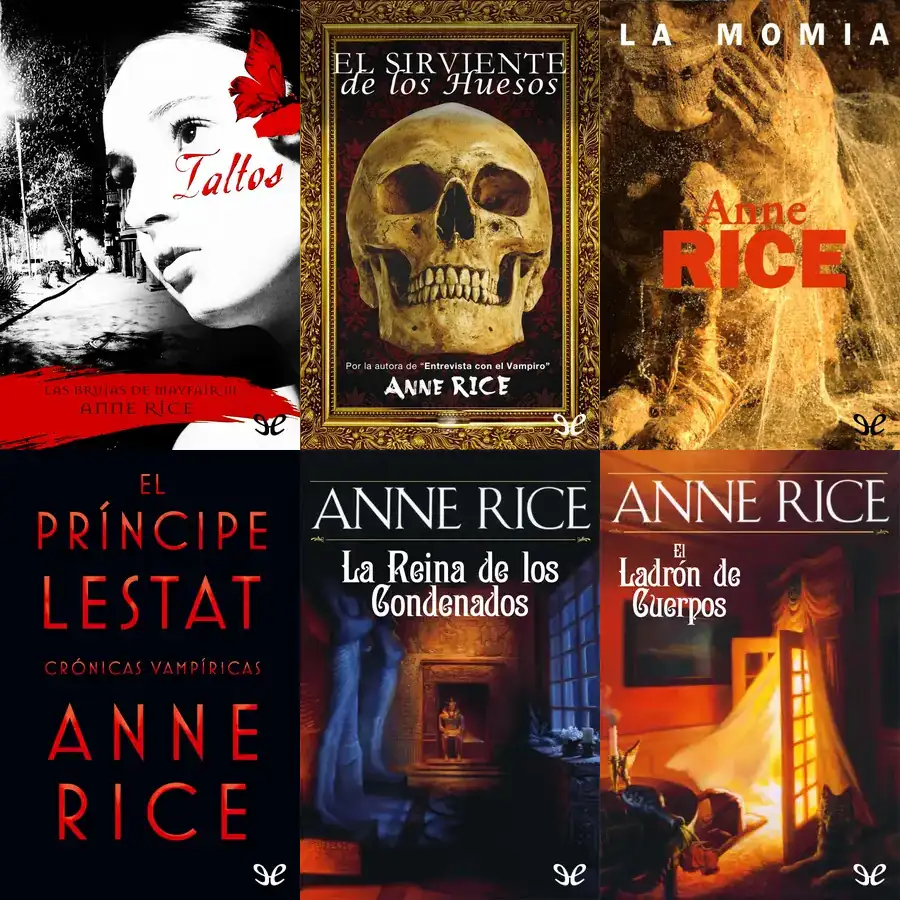 Taltos
LAS BRUJAS DE MAYFAIR III
ANNE RICE
EL SIRVIENTE
de los Huesos
Por la autora de "Entrevista con el Vampiro"
ANNE RICE
LA MOMIA
Anne
RICE
EL
PRÍNCIPE
LESTAT
CRÓNICAS VAMPÍRICAS
ANNE
RICE
ANNE RICE
La Reina de los
Condenados
ANNE RICE
El
Ladrón de
Cuerpos